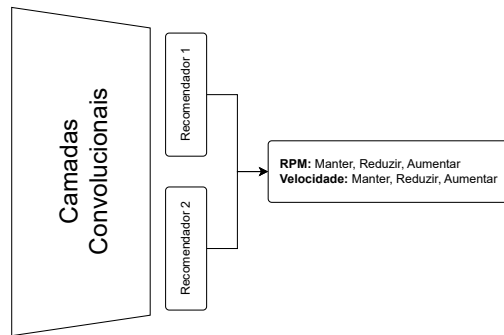 Camadas
Convolucionais
Recomendador 1
Recomendador 2
RPM: Manter, Reduzir, Aumentar
Velocidade: Manter, Reduzir, Aumentar